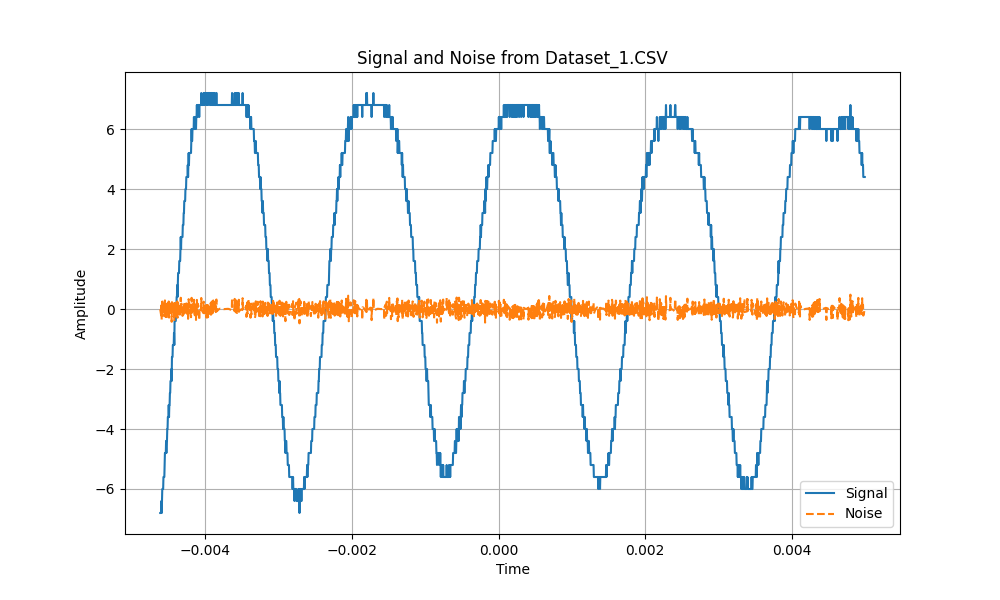 Signal and Noise from Dataset_1.CSV
Amplitude
6
4
2
0
−2
−4
−6
−0.004
−0.002
0.000
0.002
0.004
Time
Signal
Noise